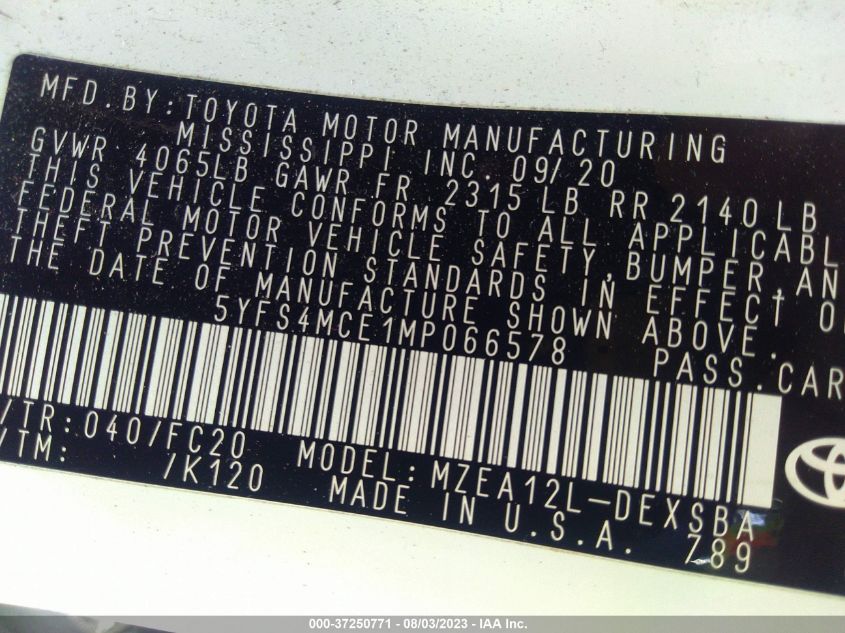 MFD.BY:TOYOTA MOTOR MANUFACTURING
MISSISSIPPI INC. 09/20
GVWR 4065LB GAWR FR 2315 LB RR 2140 LB
THIS VEHICLE CONFORMS TO ALL APPLICABL
FEDERAL MOTOR VEHICLE SAFETY, BUMPER, AN
THEFT PREVENTION STANDARDS IN EFFECT O
THE DATE OF MANUFACTURE SHOWN ABOVE.
5YFS4MCE1MP066578 PASS.CAR
/TR:040/FC20 MODEL:MZEA12L-DEXSBA
/TM: /K120 MADE IN U.S.A. 789
000-37250771 - 08/03/2023 - IAA Inc.